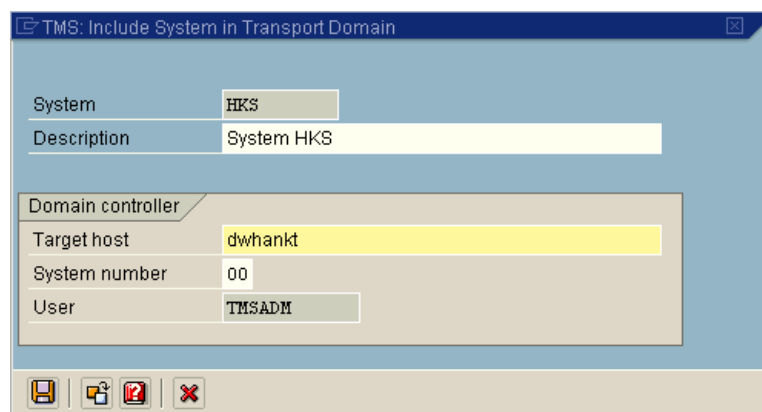 TMS: Include System in Transport Domain
System HKS
Description System HKS
Domain controller
Target host dwhankt
System number 00
User TMSADM